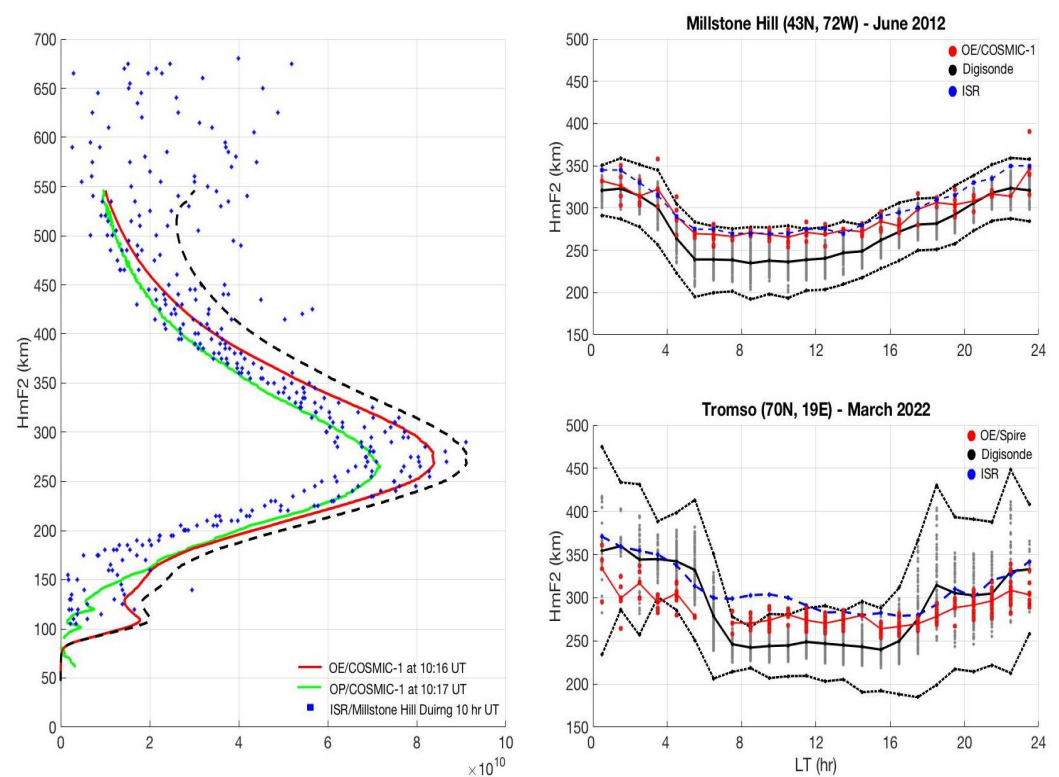 700
650
600
550
500
450
400
350
300
250
200
150
100
50
0
HmF2 (km)
OE/COSMIC-1 at 10:16 UT
OP/COSMIC-1 at 10:17 UT
ISR/Millstone Hill Duirng 10 hr UT
0 2 4 6 8 10
×10^10
Millstone Hill (43N, 72W) - June 2012
500
450
400
350
300
250
200
150
HmF2 (km)
OE/COSMIC-1
Digisonde
ISR
0 4 8 12 16 20 24
Tromso (70N, 19E) - March 2022
500
450
400
350
300
250
200
150
HmF2 (km)
OE/Spire
Digisonde
ISR
0 4 8 12 16 20 24
LT (hr)